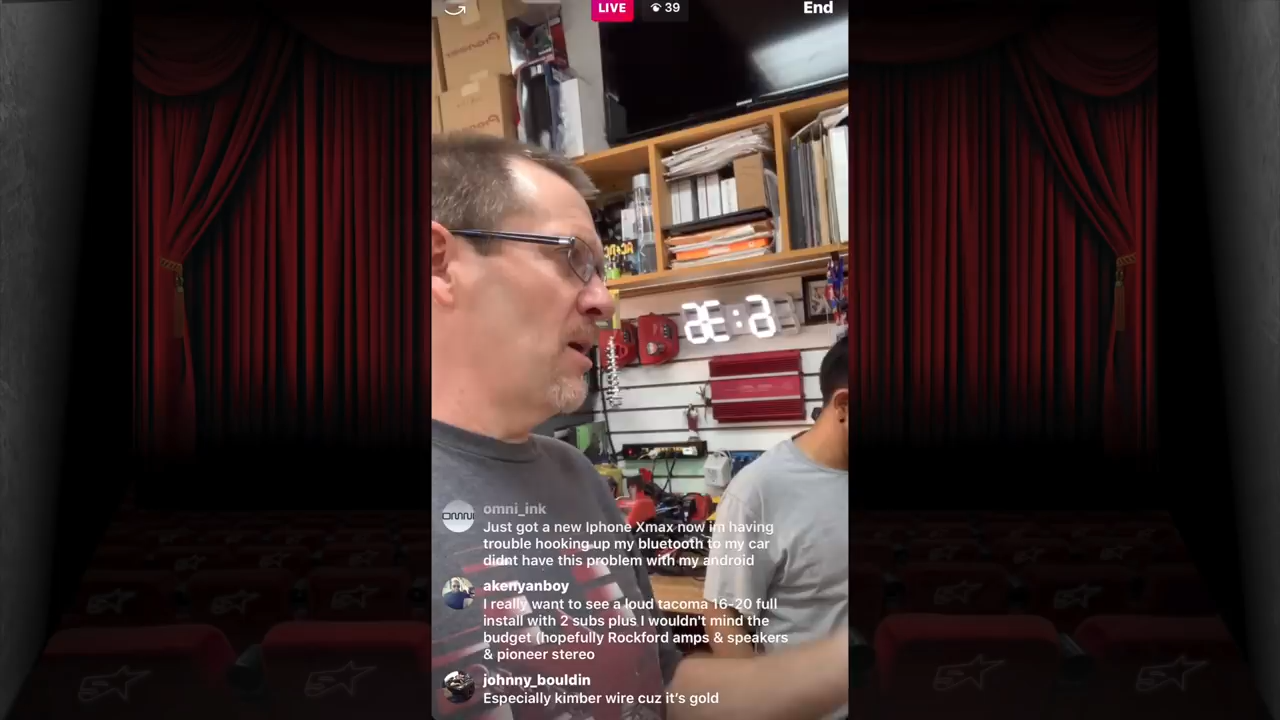 LIVE
39
End
Pioneer
Pioneer
omni_ink
Just got a new Iphone Xmax now im having
trouble hooking up my bluetooth to my car
didnt have this problem with my android
akenyanboy
I really want to see a loud tacoma 16-20 full
install with 2 subs plus I wouldn't mind the
budget (hopefully Rockford amps & speakers
& pioneer stereo
johnny_bouldin
Especially kimber wire cuz it's gold